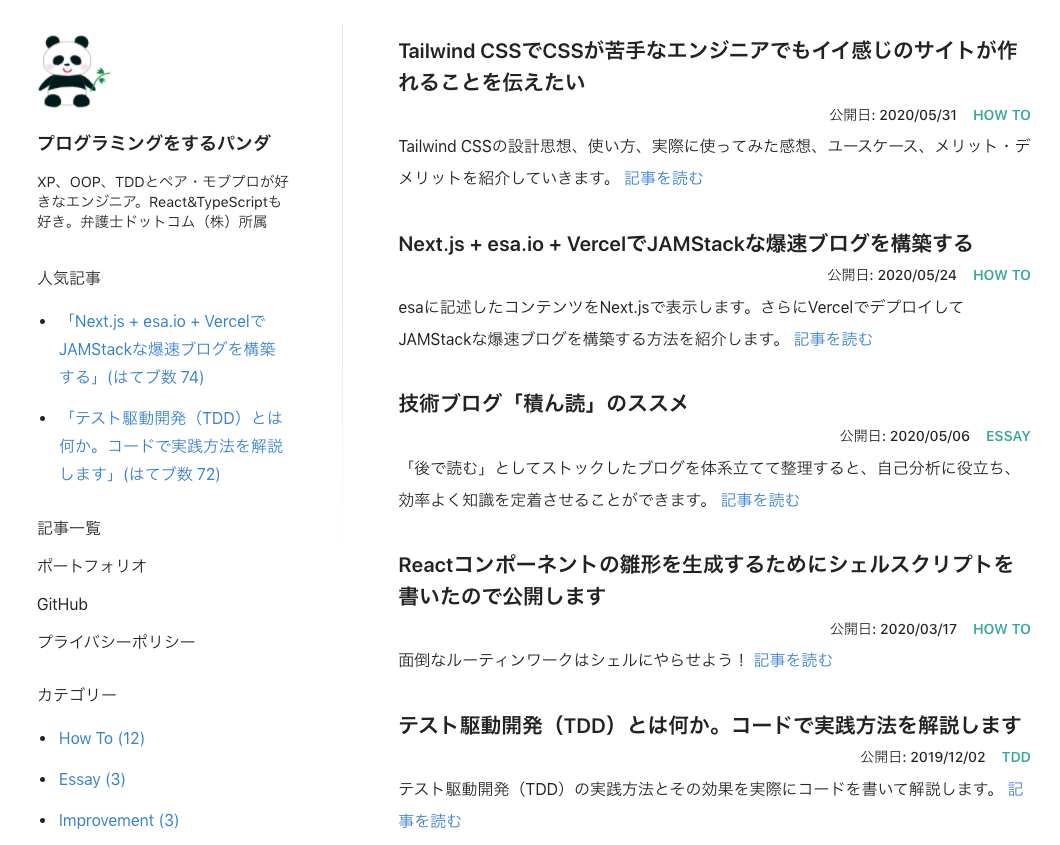 プログラミングをするパンダ
XP、OOP、TDDとペア・モブプロが好
きなエンジニア。React&TypeScriptも
好き。弁護士ドットコム（株）所属
人気記事
「Next.js + esa.io + Vercelで
JAMStackな爆速ブログを構築
する」(はてブ数 74)
「テスト駆動開発（TDD）とは
何か。コードで実践方法を解説
します」(はてブ数 72)
記事一覧
ポートフォリオ
GitHub
プライバシーポリシー
カテゴリー
How To (12)
Essay (3)
Improvement (3)
Tailwind CSSでCSSが苦手なエンジニアでもイイ感じのサイトが作
れることを伝えたい
公開日: 2020/05/31 HOW TO
Tailwind CSSの設計思想、使い方、実際に使ってみた感想、ユースケース、メリット・デ
メリットを紹介していきます。 記事を読む
Next.js + esa.io + VercelでJAMStackな爆速ブログを構築する
公開日: 2020/05/24 HOW TO
esaに記述したコンテンツをNext.jsで表示します。さらにVercelでデプロイして
JAMStackな爆速ブログを構築する方法を紹介します。 記事を読む
技術ブログ「積ん読」のススメ
公開日: 2020/05/06 ESSAY
「後で読む」としてストックしたブログを体系立てて整理すると、自己分析に役立ち、
効率よく知識を定着させることができます。 記事を読む
Reactコンポーネントの雛形を生成するためにシェルスクリプトを
書いたので公開します
公開日: 2020/03/17 HOW TO
面倒なルーティンワークはシェルにやらせよう！ 記事を読む
テスト駆動開発（TDD）とは何か。コードで実践方法を解説します
公開日: 2019/12/02 TDD
テスト駆動開発（TDD）の実践方法とその効果を実際にコードを書いて解説します。 記
事を読む